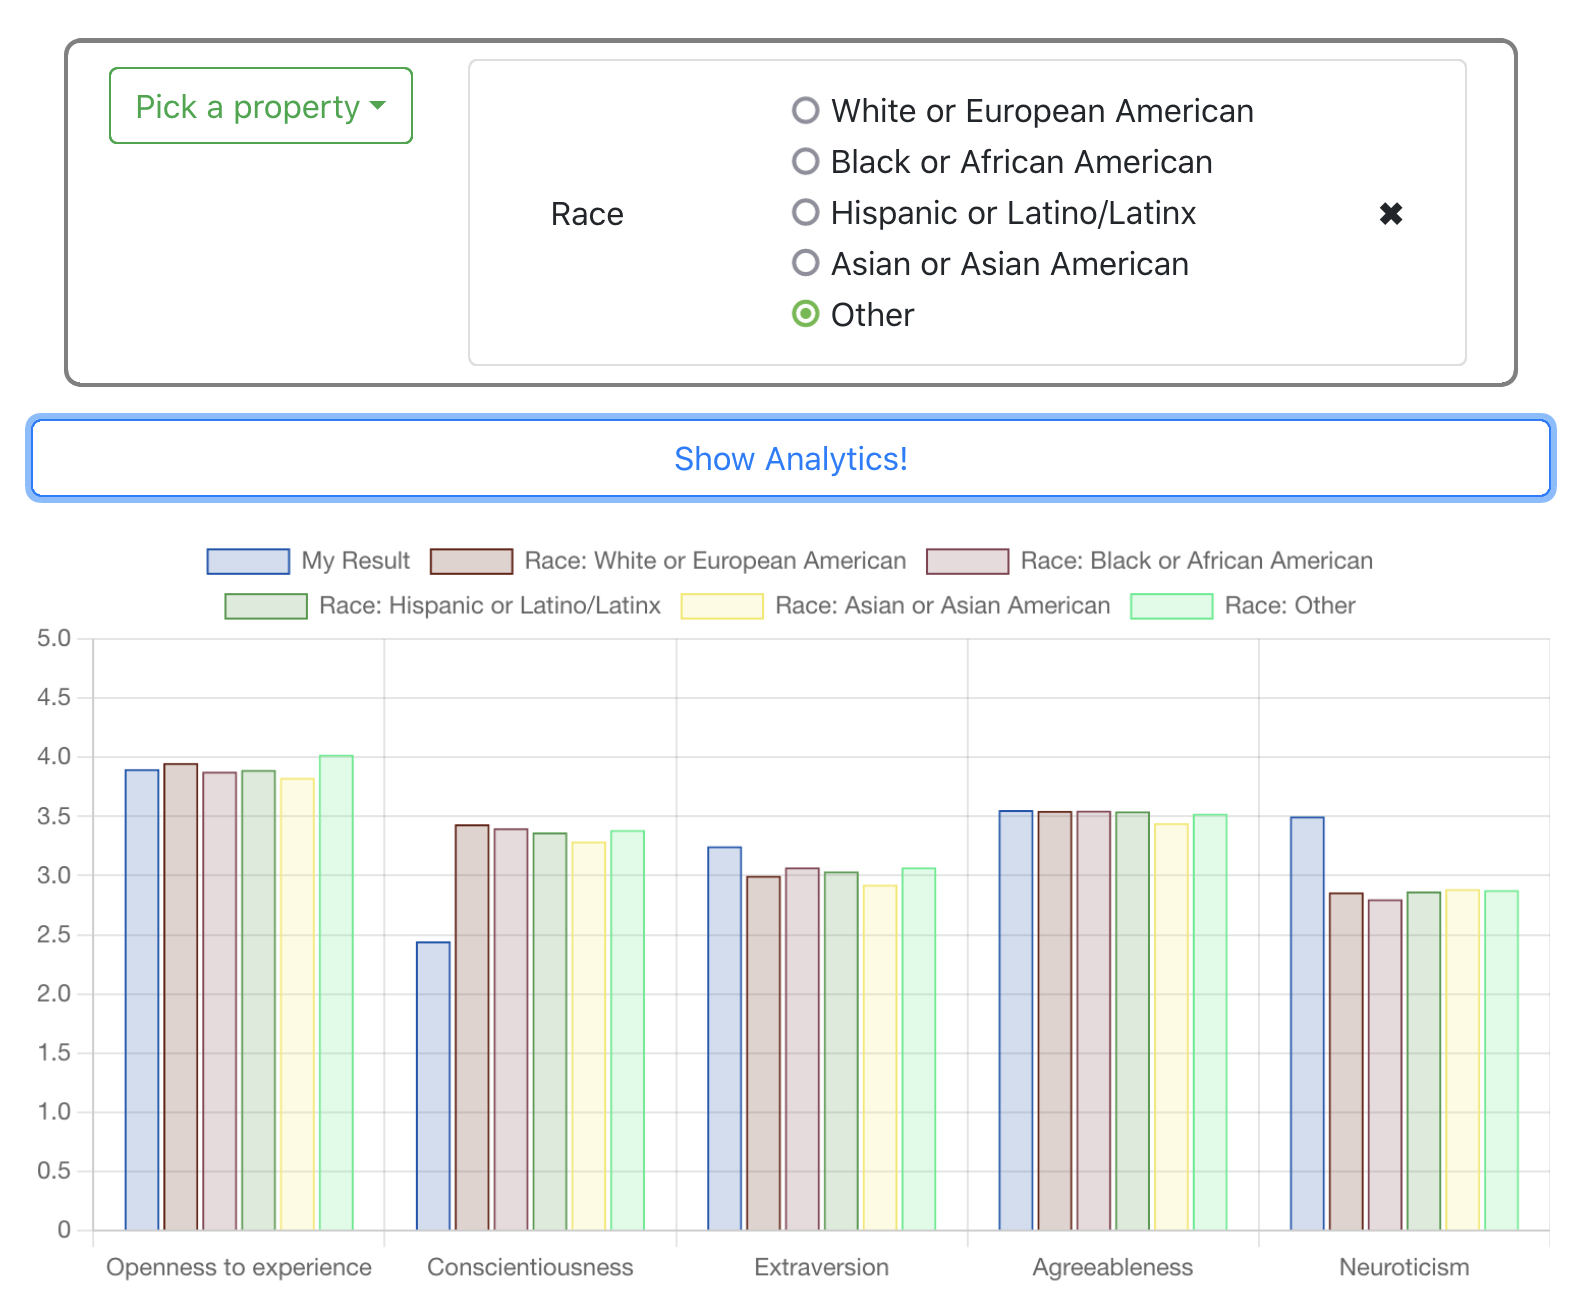 Pick a property
White or European American
Black or African American
Race
Hispanic or Latino/Latinx
✖
Asian or Asian American
Other
Show Analytics!
My Result Race: White or European American Race: Black or African American
Race: Hispanic or Latino/Latinx Race: Asian or Asian American Race: Other
5.0
4.5
4.0
3.5
3.0
2.5
2.0
1.5
1.0
0.5
0
Openness to experience Conscientiousness Extraversion Agreeableness Neuroticism